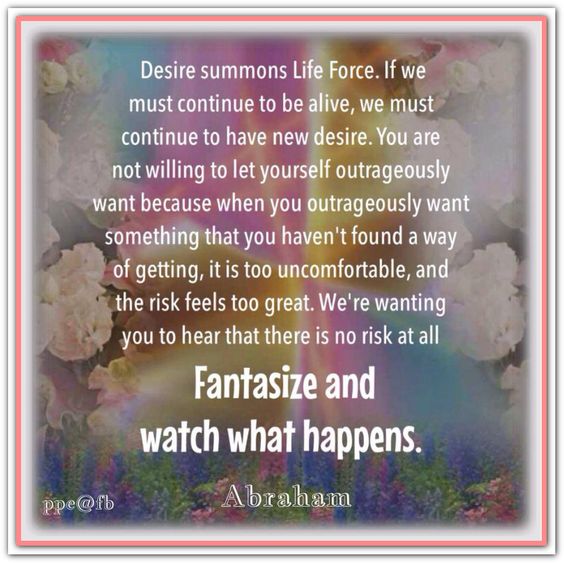 Desire summons Life Force. If we
must continue to be alive, we must
continue to have new desire. You are
not willing to let yourself outrageously
want because when you outrageously want
something that you haven't found a way
of getting, it is too uncomfortable, and
the risk feels too great. We're wanting
you to hear that there is no risk at all
Fantasize and
watch what happens.
Abraham
ppe@fb